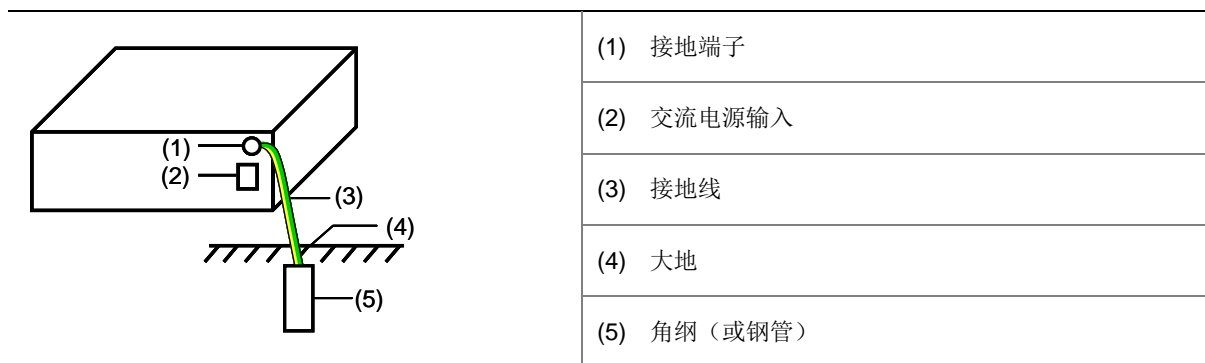 (1)
(2)
(3)
(4)
(5)
(1) 接地端子
(2) 交流电源输入
(3) 接地线
(4) 大地
(5) 角纲（或钢管）